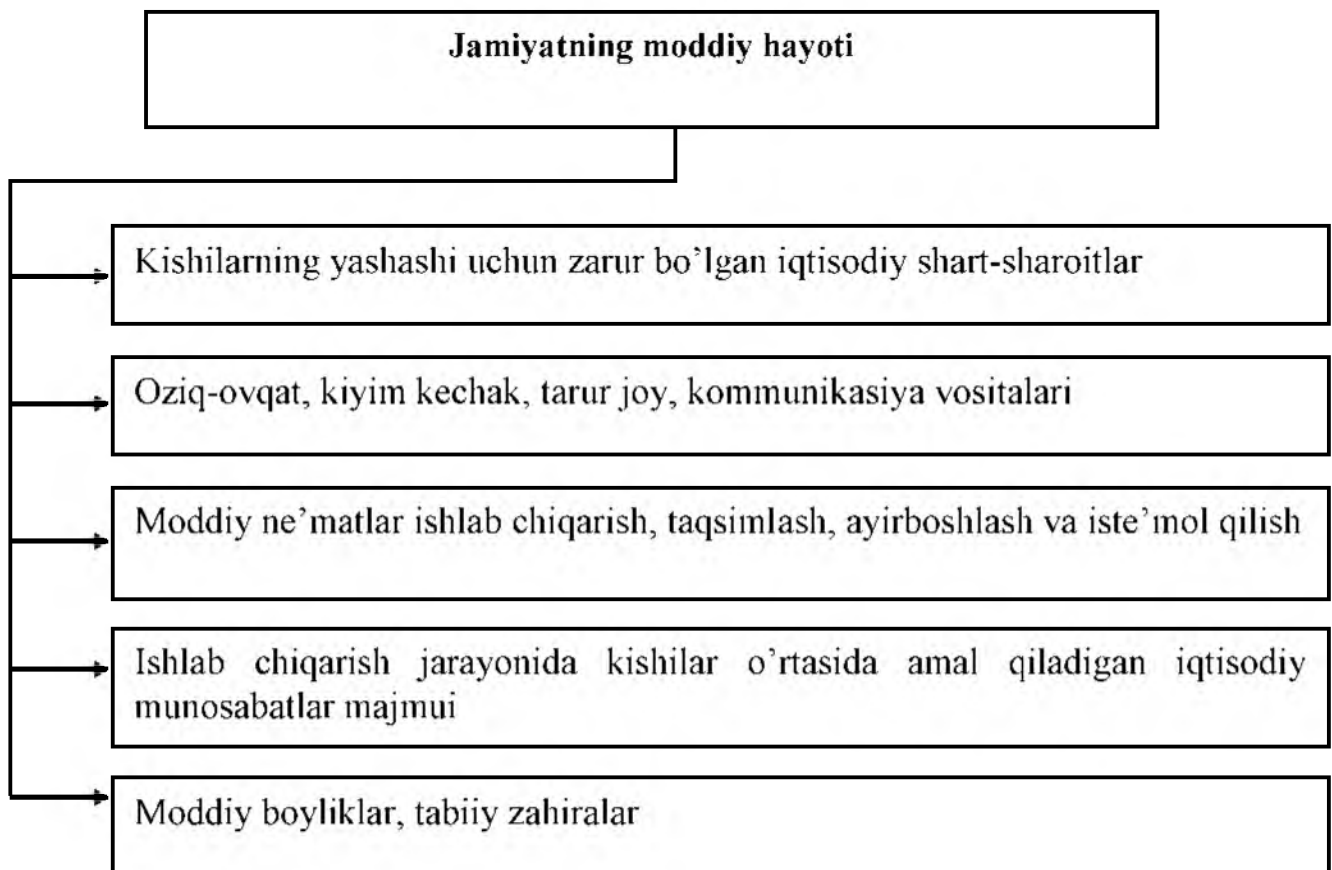 Jamiyatning moddiy hayoti
Kishilarning yashashi uchun zarur bo’lgan iqtisodiy shart-sharoitlar
Oziq-ovqat, kiyim kechak, tarur joy, kommunikasiya vositalari
Moddiy ne’matlar ishlab chiqarish, taqsimlash, ayirboshlash va iste’mol qilish
Ishlab chiqarish jarayonida kishilar o’rtasida amal qiladigan iqtisodiy
munosabatlar majmui
Moddiy boyliklar, tabiiy zahiralar